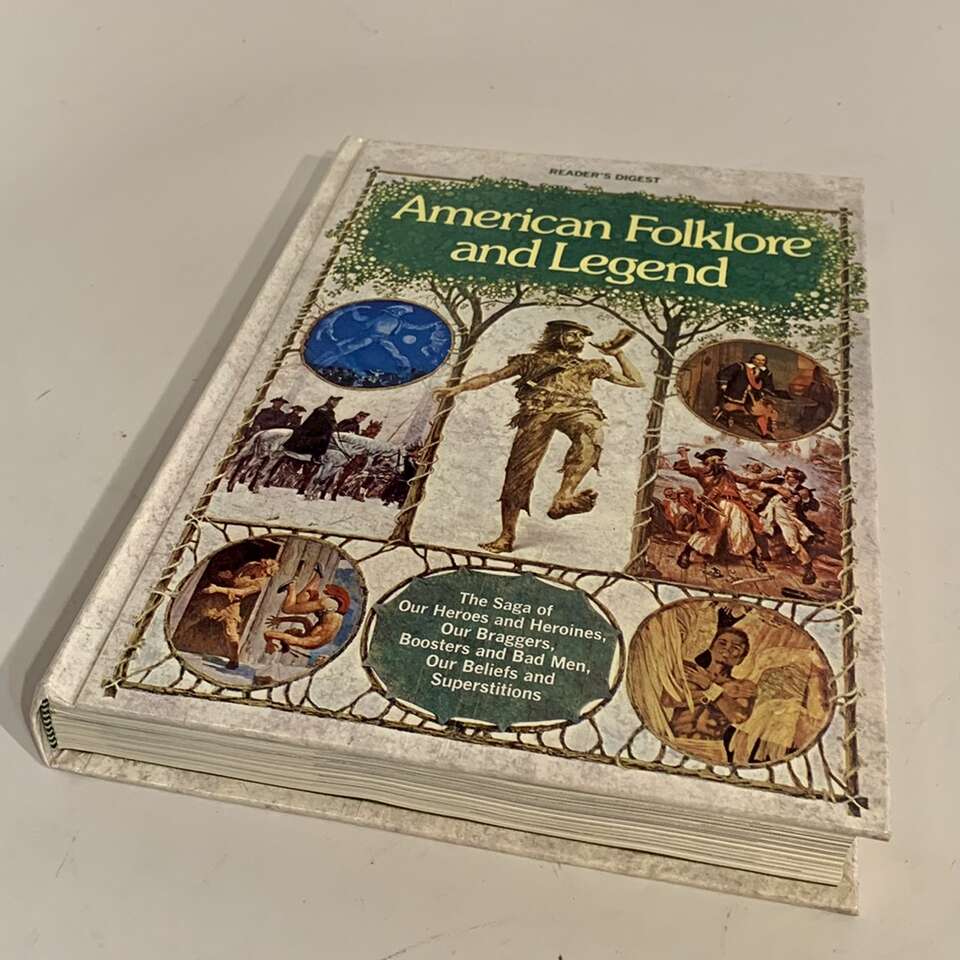 READER'S DIGEST
American Folklore
and Legend
The Saga of
Our Heroes and Heroines,
Our Braggers,
Boosters and Bad Men,
Our Beliefs and
Superstitions